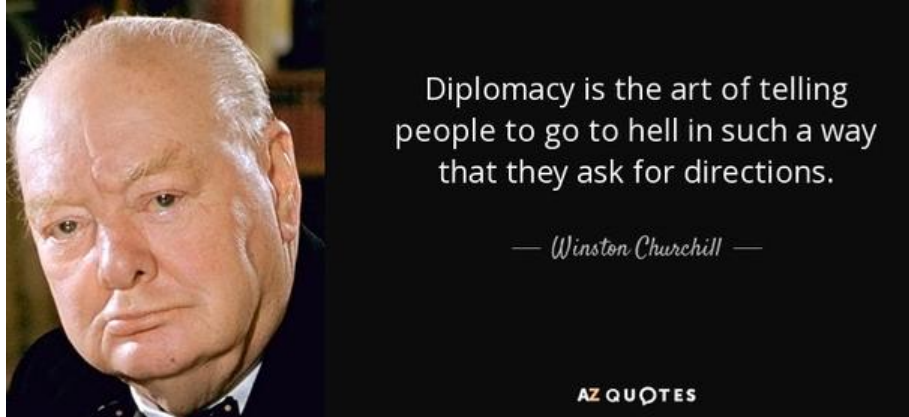 Diplomacy is the art of telling
people to go to hell in such a way
that they ask for directions.
— Winston Churchill —
AZ QUOTES